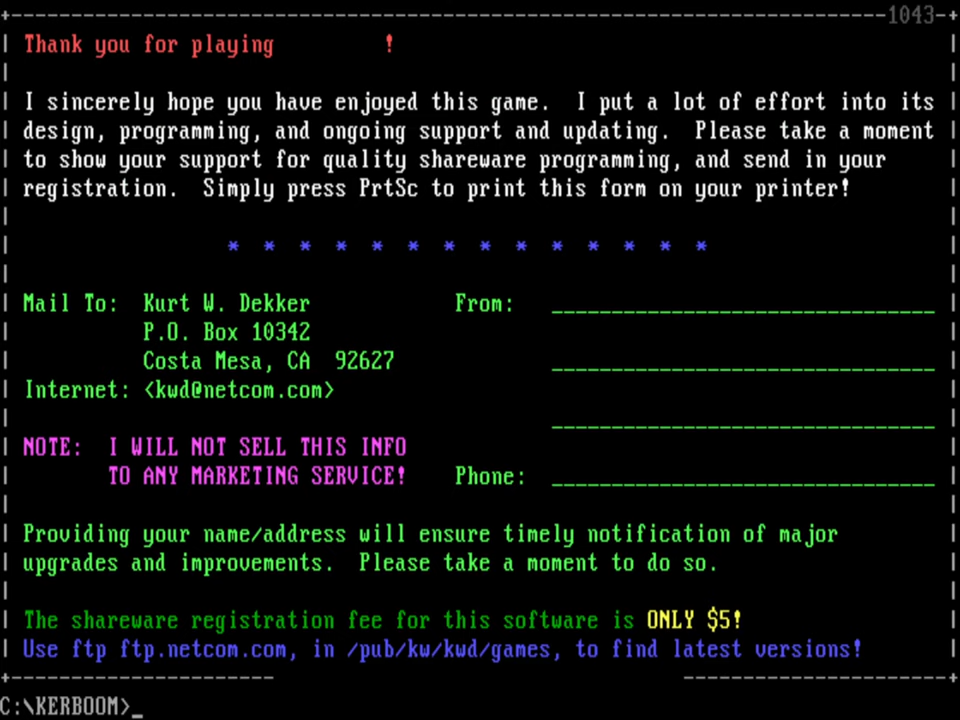 1043
Thank you for playing !
I sincerely hope you have enjoyed this game. I put a lot of effort into its
design, programming, and ongoing support and updating. Please take a moment
to show your support for quality shareware programming, and send in your
registration. Simply press PrtSc to print this form on your printer!
* * * * * * * * * * * * * *
Mail To: Kurt W. Dekker From: ________________________________
P.O. Box 10342
Costa Mesa, CA 92627 ________________________________
Internet: <kwd@netcom.com>
________________________________
NOTE: I WILL NOT SELL THIS INFO
TO ANY MARKETING SERVICE! Phone: ________________________________
Providing your name/address will ensure timely notification of major
upgrades and improvements. Please take a moment to do so.
The shareware registration fee for this software is ONLY $5!
Use ftp ftp.netcom.com, in /pub/kw/kwd/games, to find latest versions!
C:\KERBOOM>_